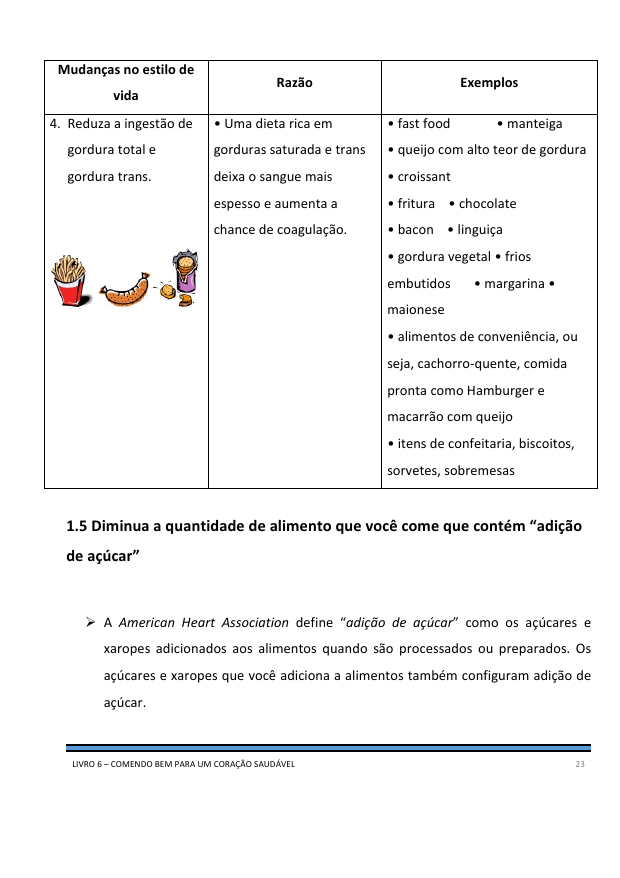 Mudanças no estilo de
vida
Razão
Exemplos
4. Reduza a ingestão de
gordura total e
gordura trans.
• Uma dieta rica em
gorduras saturada e trans
deixa o sangue mais
espesso e aumenta a
chance de coagulação.
• fast food • manteiga
• queijo com alto teor de gordura
• croissant
• fritura • chocolate
• bacon • linguiça
• gordura vegetal • frios
embutidos • margarina •
maionese
• alimentos de conveniência, ou
seja, cachorro-quente, comida
pronta como Hamburger e
macarrão com queijo
• itens de confeitaria, biscoitos,
sorvetes, sobremesas
1.5 Diminua a quantidade de alimento que você come que contém “adição
de açúcar”
➢ A American Heart Association define “adição de açúcar” como os açúcares e
xaropes adicionados aos alimentos quando são processados ou preparados. Os
açúcares e xaropes que você adiciona a alimentos também configuram adição de
açúcar.
LIVRO 6 – COMENDO BEM PARA UM CORAÇÃO SAUDÁVEL 23